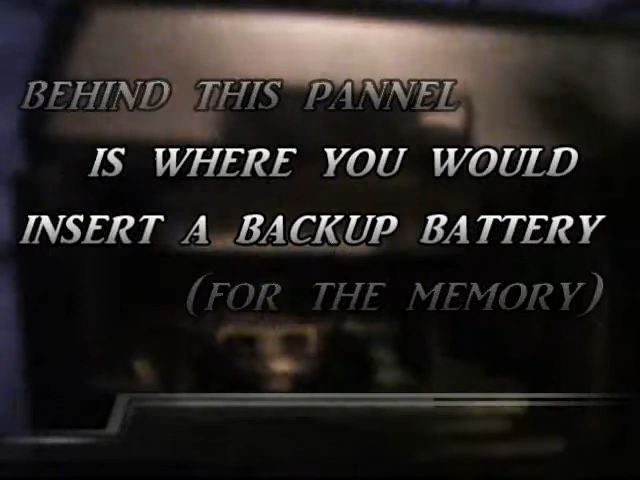 BEHIND THIS PANNEL
IS WHERE YOU WOULD
INSERT A BACKUP BATTERY
(FOR THE MEMORY)